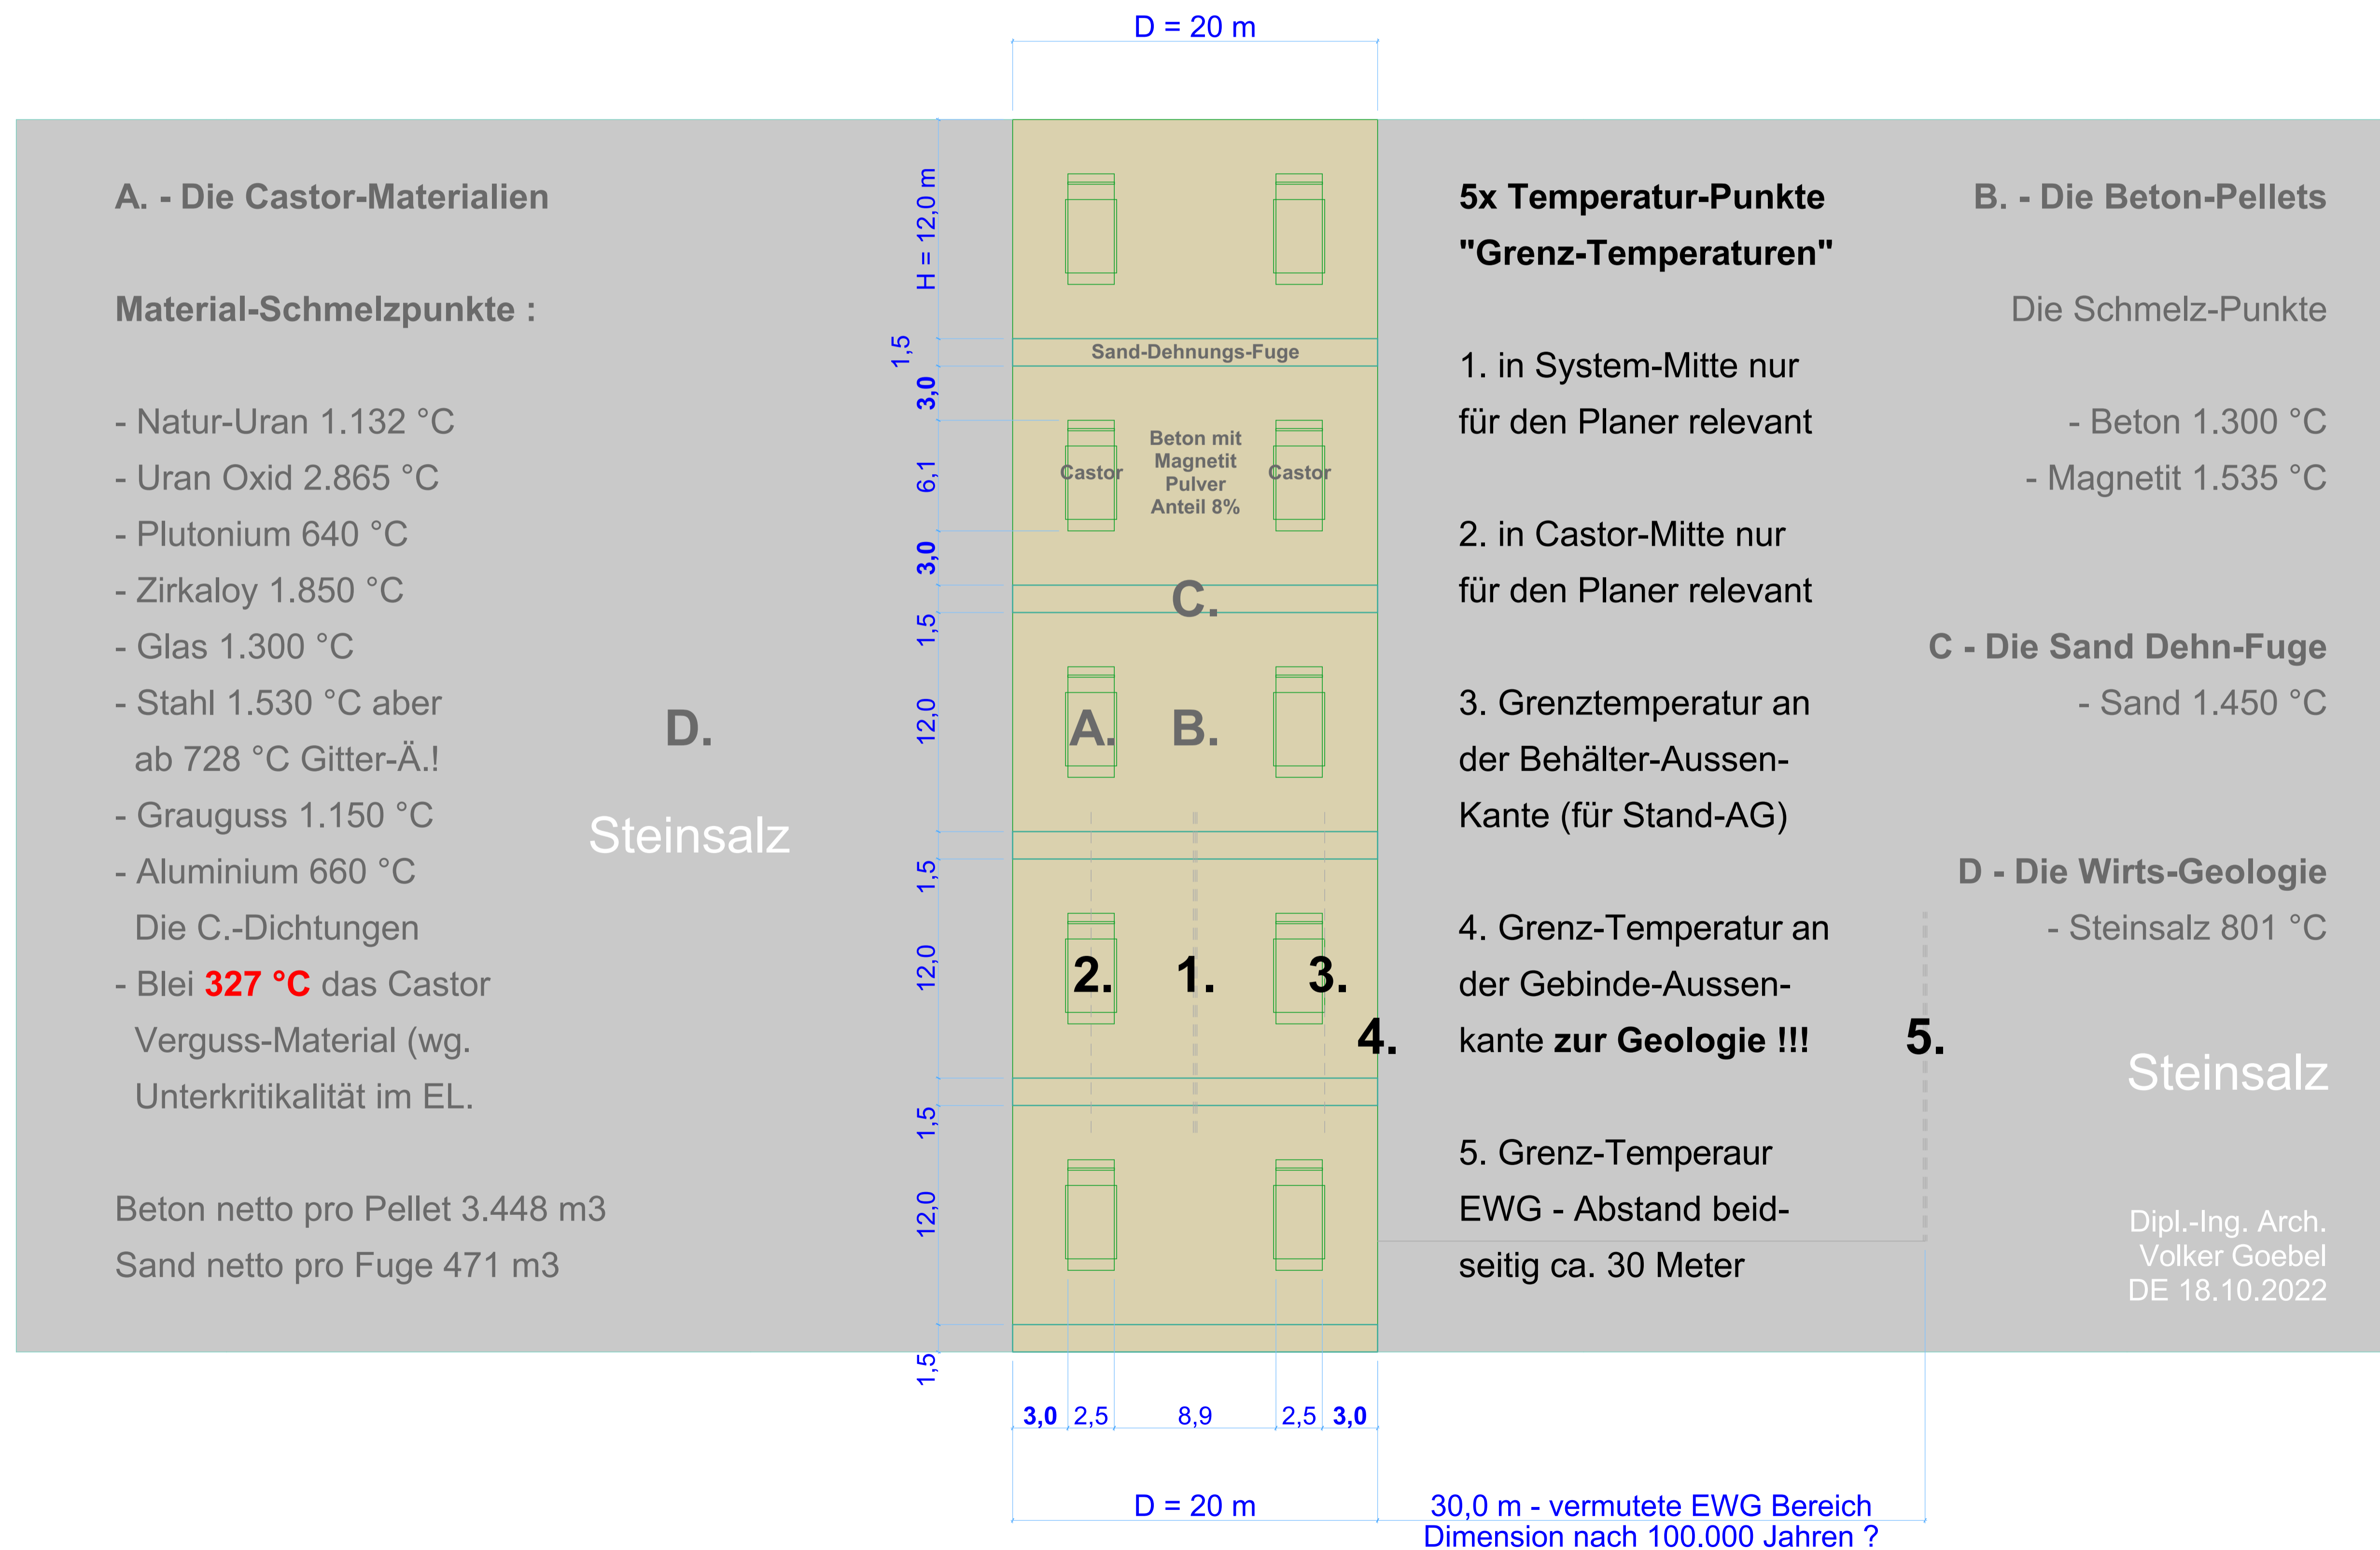 D = 20 m
A. - Die Castor-Materialien
Material-Schmelzpunkte :
- Natur-Uran 1.132 °C
- Uran Oxid 2.865 °C
- Plutonium 640 °C
- Zirkaloy 1.850 °C
- Glas 1.300 °C
- Stahl 1.530 °C aber
ab 728 °C Gitter-Ä.!
- Grauguss 1.150 °C
- Aluminium 660 °C
Die C.-Dichtungen
- Blei 327 °C das Castor
Verguss-Material (wg.
Unterkritikalität im EL.
Beton netto pro Pellet 3.448 m3
Sand netto pro Fuge 471 m3
D.
Steinsalz
H = 12,0 m
1,5
3,0
6,1
3,0
1,5
12,0
1,5
12,0
1,5
12,0
1,5
Sand-Dehnungs-Fuge
Beton mit
Magnetit
Pulver
Anteil 8%
Castor
Castor
C.
A.
B.
2.
1.
3.
4.
5x Temperatur-Punkte
"Grenz-Temperaturen"
1. in System-Mitte nur
für den Planer relevant
2. in Castor-Mitte nur
für den Planer relevant
3. Grenztemperatur an
der Behälter-Aussen-
Kante (für Stand-AG)
4. Grenz-Temperatur an
der Gebinde-Aussen-
kante zur Geologie !!!
5. Grenz-Temperaur
EWG - Abstand beid-
seitig ca. 30 Meter
5.
B. - Die Beton-Pellets
Die Schmelz-Punkte
- Beton 1.300 °C
- Magnetit 1.535 °C
C - Die Sand Dehn-Fuge
- Sand 1.450 °C
D - Die Wirts-Geologie
- Steinsalz 801 °C
Steinsalz
Dipl.-Ing. Arch.
Volker Goebel
DE 18.10.2022
3,0 2,5 8,9 2,5 3,0
D = 20 m
30,0 m - vermutete EWG Bereich
Dimension nach 100.000 Jahren ?